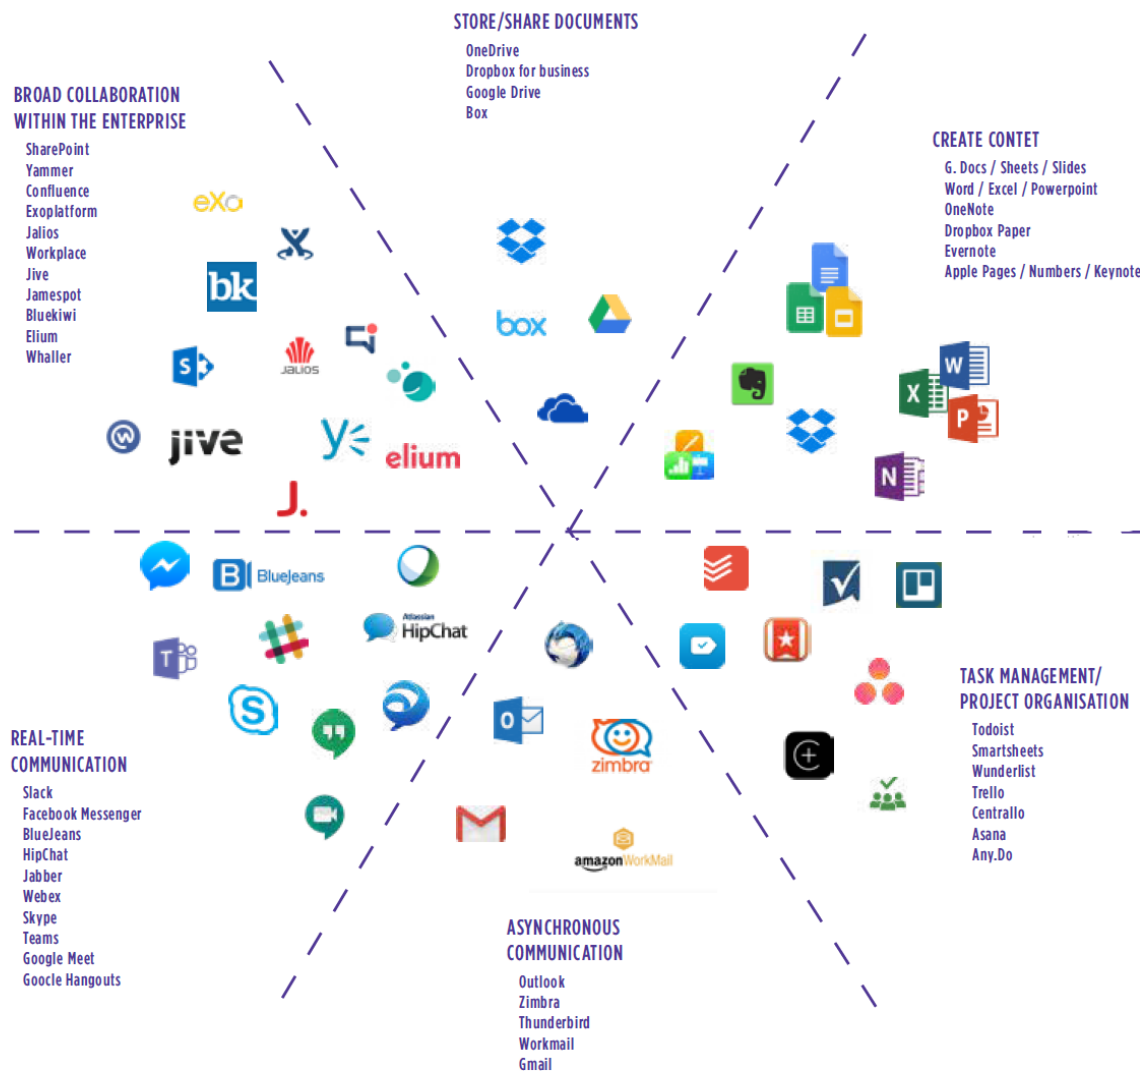 STORE/SHARE DOCUMENTS
OneDrive
Dropbox for business
Google Drive
Box
BROAD COLLABORATION
WITHIN THE ENTERPRISE
SharePoint
Yammer
Confluence
Exoplatform
Jalios
Workplace
Jive
Jamespot
Bluekiwi
Elium
Whaller
CREATE CONTET
G. Docs / Sheets / Slides
Word / Excel / Powerpoint
OneNote
Dropbox Paper
Evernote
Apple Pages / Numbers / Keynote
eXo
bk
S
JALIOS
W
jive
y
elium
J.
box
W
X
P
N
B BlueJeans
Atlassian
HipChat
T
S
O
zimbra
amazonWorkMail
REAL-TIME
COMMUNICATION
Slack
Facebook Messenger
BlueJeans
HipChat
Jabber
Webex
Skype
Teams
Google Meet
Goocle Hangouts
ASYNCHRONOUS
COMMUNICATION
Outlook
Zimbra
Thunderbird
Workmail
Gmail
TASK MANAGEMENT/
PROJECT ORGANISATION
Todoist
Smartsheets
Wunderlist
Trello
Centrallo
Asana
Any.Do